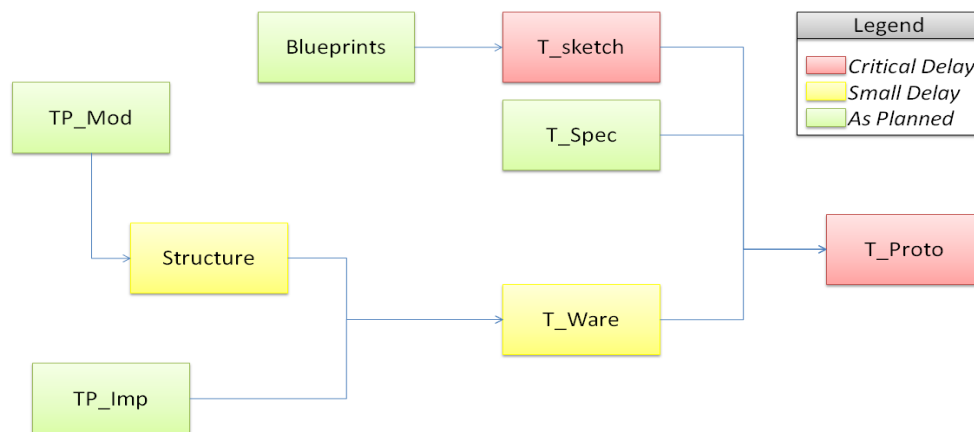 Blueprints
T_sketch
Legend
Critical Delay
Small Delay
As Planned
TP_Mod
T_Spec
Structure
T_Proto
T_Ware
TP_Imp